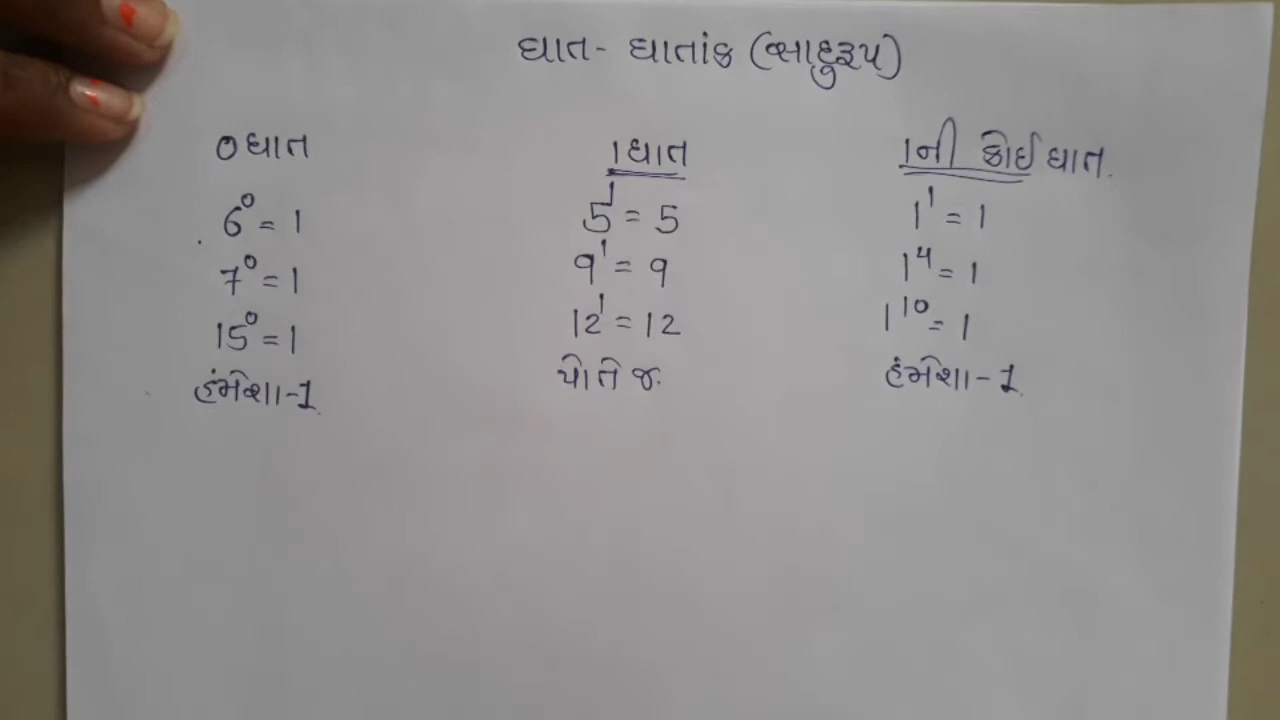 ઘાત- ઘાતાંક (સાદુરૂપ)
0 ઘાત
6⁰ = 1
7⁰ = 1
15⁰ = 1
હંમેશા-1
1 ઘાત
5¹ = 5
9¹ = 9
12¹ = 12
પોતે જ.
1ની કોઈ ઘાત.
1¹ = 1
1⁴ = 1
1¹⁰ = 1
હંમેશા-1